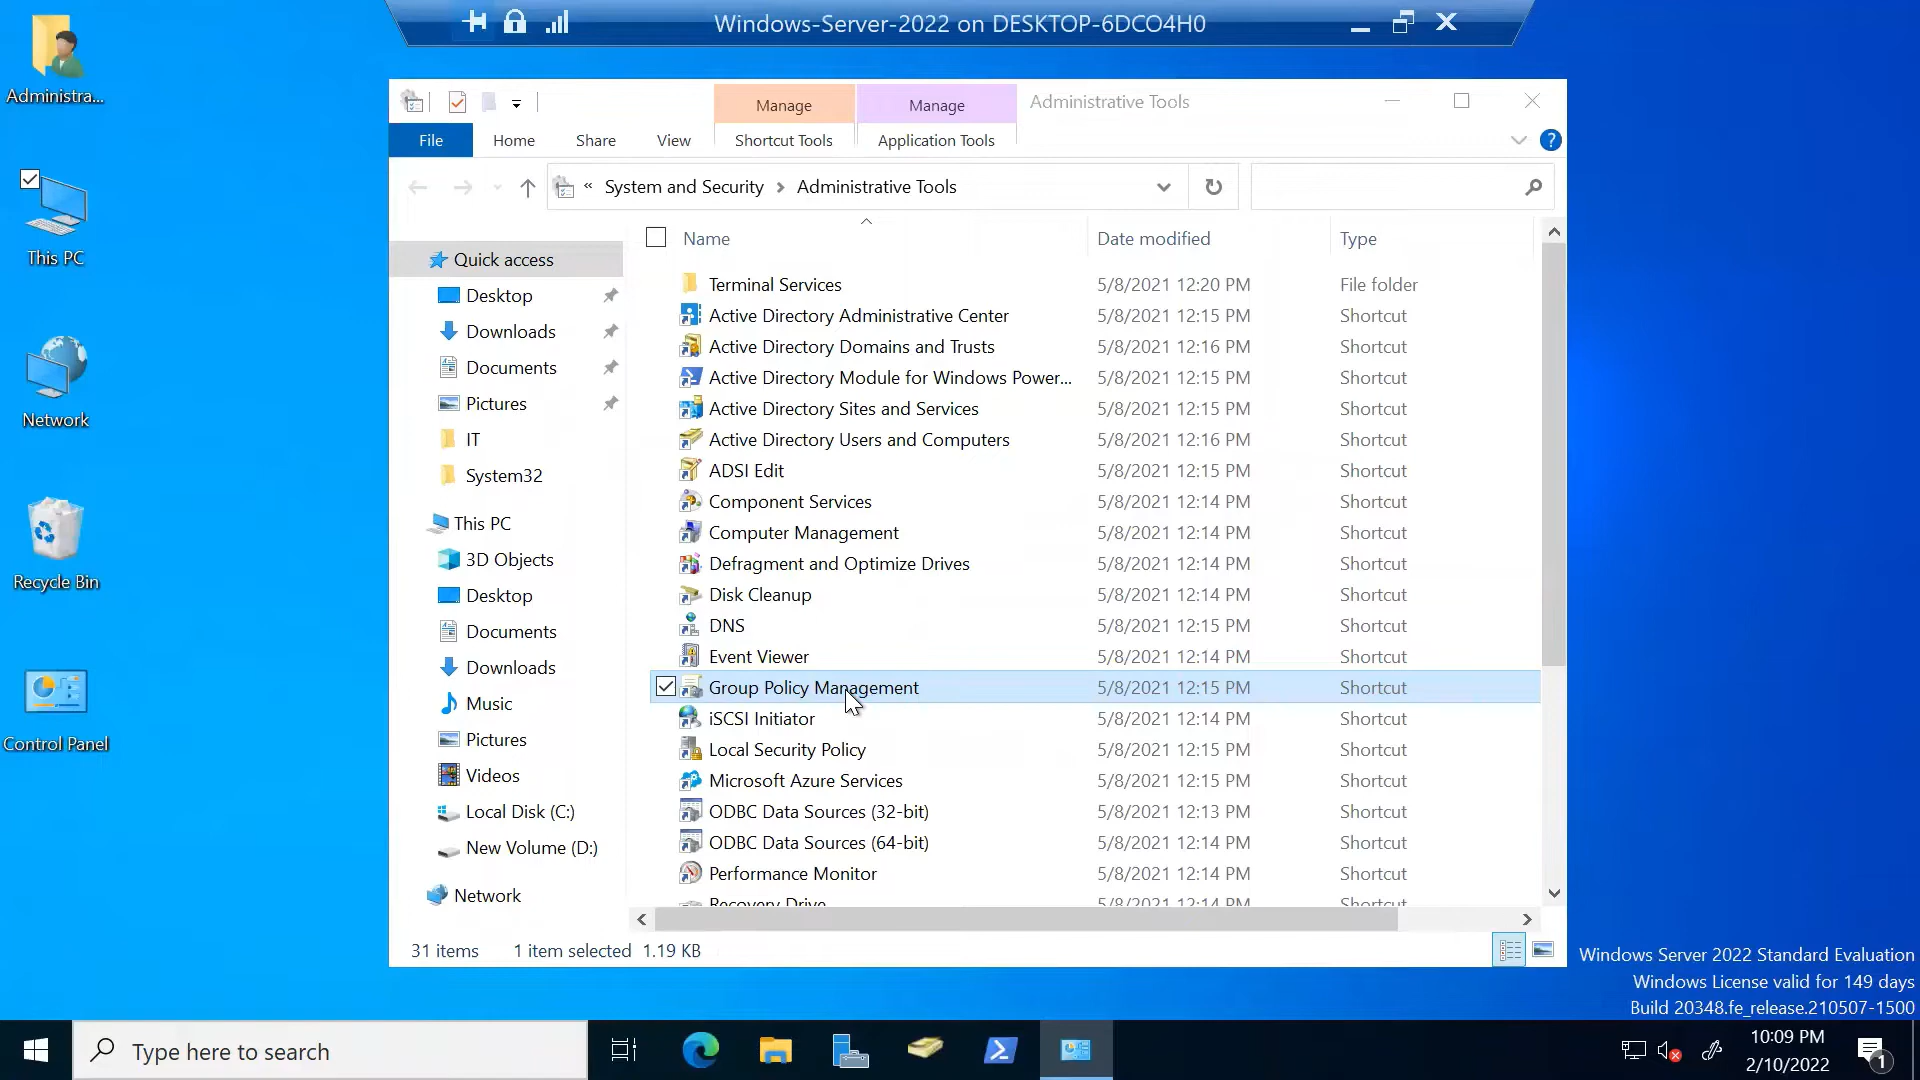 Windows-Server-2022 on DESKTOP-6DCO4H0
Administra...
This PC
Network
Recycle Bin
Control Panel
Manage
Manage
Administrative Tools
File
Home
Share
View
Shortcut Tools
Application Tools
« System and Security > Administrative Tools
Quick access
Desktop
Downloads
Documents
Pictures
IT
System32
This PC
3D Objects
Desktop
Documents
Downloads
Music
Pictures
Videos
Local Disk (C:)
New Volume (D:)
Network
Name Date modified Type
Terminal Services 5/8/2021 12:20 PM File folder
Active Directory Administrative Center 5/8/2021 12:15 PM Shortcut
Active Directory Domains and Trusts 5/8/2021 12:16 PM Shortcut
Active Directory Module for Windows Power... 5/8/2021 12:15 PM Shortcut
Active Directory Sites and Services 5/8/2021 12:15 PM Shortcut
Active Directory Users and Computers 5/8/2021 12:16 PM Shortcut
ADSI Edit 5/8/2021 12:15 PM Shortcut
Component Services 5/8/2021 12:14 PM Shortcut
Computer Management 5/8/2021 12:14 PM Shortcut
Defragment and Optimize Drives 5/8/2021 12:14 PM Shortcut
Disk Cleanup 5/8/2021 12:14 PM Shortcut
DNS 5/8/2021 12:15 PM Shortcut
Event Viewer 5/8/2021 12:14 PM Shortcut
Group Policy Management 5/8/2021 12:15 PM Shortcut
iSCSI Initiator 5/8/2021 12:14 PM Shortcut
Local Security Policy 5/8/2021 12:15 PM Shortcut
Microsoft Azure Services 5/8/2021 12:15 PM Shortcut
ODBC Data Sources (32-bit) 5/8/2021 12:13 PM Shortcut
ODBC Data Sources (64-bit) 5/8/2021 12:14 PM Shortcut
Performance Monitor 5/8/2021 12:14 PM Shortcut
Recovery Drive 5/8/2021 12:14 PM Shortcut
31 items 1 item selected 1.19 KB
Windows Server 2022 Standard Evaluation
Windows License valid for 149 days
Build 20348.fe_release.210507-1500
Type here to search
10:09 PM
2/10/2022
1